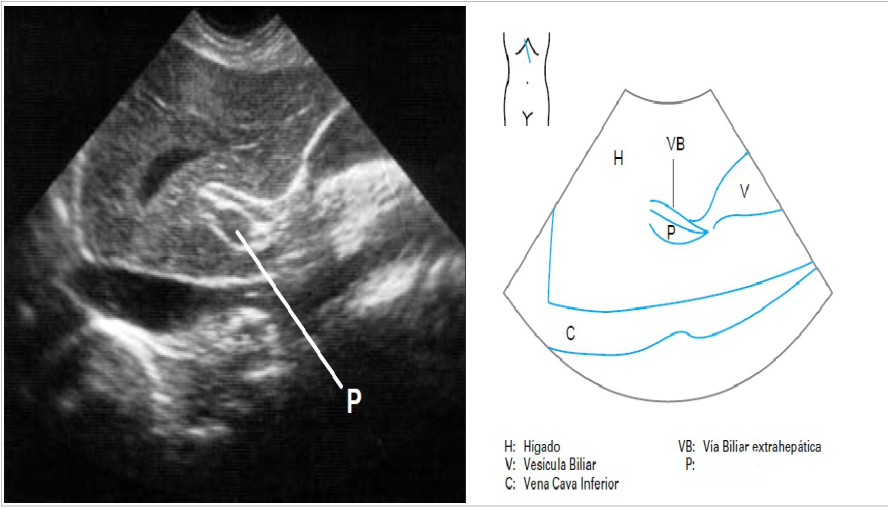 P
H
VB
V
P
C
H: Hígado
V: Vesícula Biliar
C: Vena Cava Inferior
VB: Vía Biliar extrahepática
P: